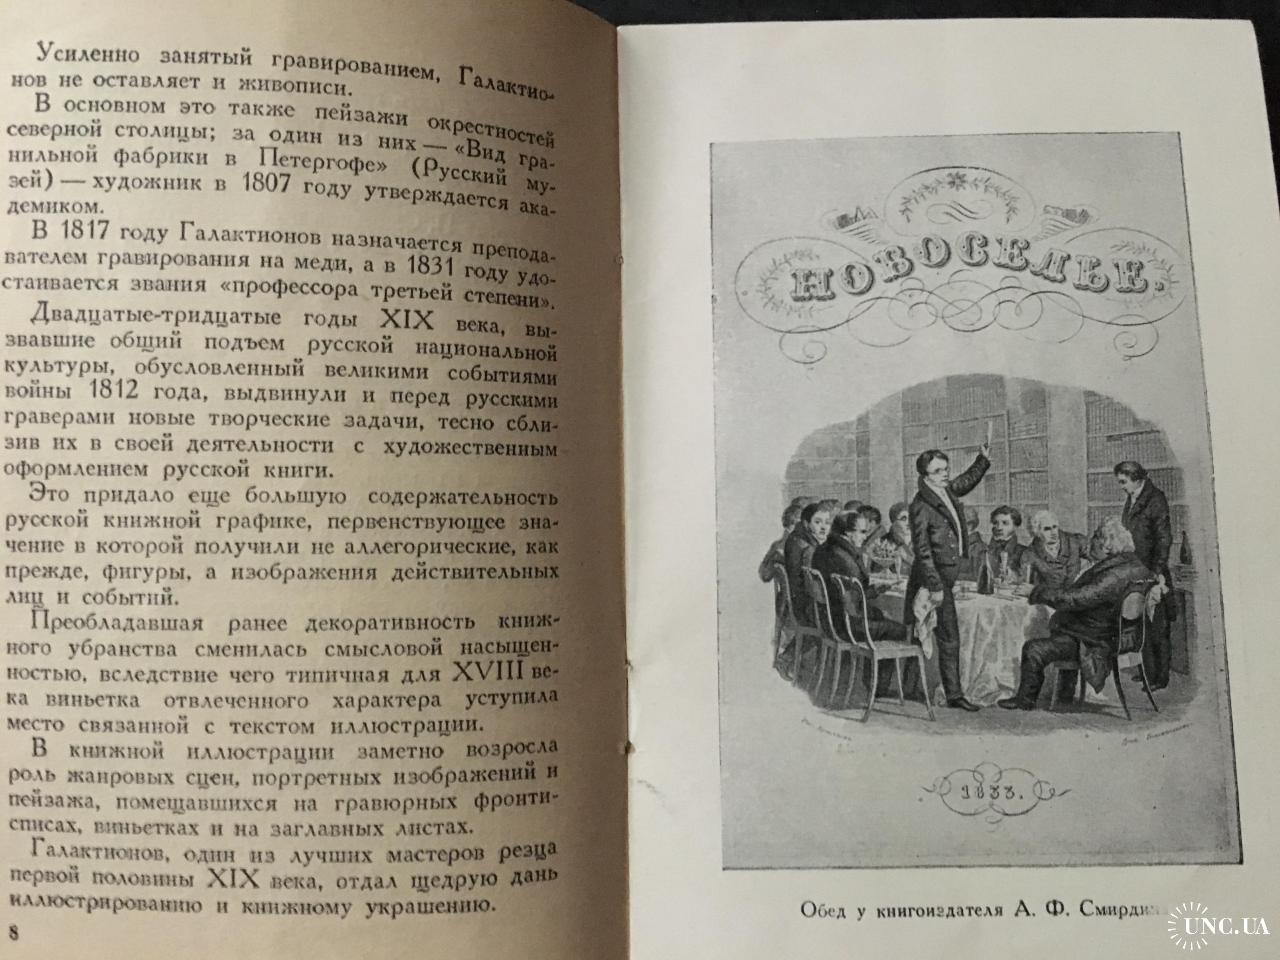 Усиленно занятый гравированием, Галактио-
нов не оставляет и живописи.
В основном это также пейзажи окрестностей
северной столицы; за один из них — «Вид гра-
нильной фабрики в Петергофе» (Русский му-
зей) — художник в 1807 году утверждается ака-
демиком.
В 1817 году Галактионов назначается препода-
вателем гравирования на меди, а в 1831 году удо-
стаивается звания «профессора третьей степени».
Двадцатые-тридцатые годы XIX века, вы-
звавшие общий подъем русской национальной
культуры, обусловленный великими событиями
войны 1812 года, выдвинули и перед русскими
граверами новые творческие задачи, тесно сбли-
зив их в своей деятельности с художественным
оформлением русской книги.
Это придало еще большую содержательность
русской книжной графике, первенствующее зна-
чение в которой получили не аллегорические, как
прежде, фигуры, а изображения действительных
лиц и событий.
Преобладавшая ранее декоративность книж-
ного убранства сменилась смысловой насыщен-
ностью, вследствие чего типичная для XVIII ве-
ка виньетка отвлеченного характера уступила
место связанной с текстом иллюстрации.
В книжной иллюстрации заметно возросла
роль жанровых сцен, портретных изображений и
пейзажа, помещавшихся на гравюрных фронти-
списах, виньетках и на заглавных листах.
Галактионов, один из лучших мастеров резца
первой половины XIX века, отдал щедрую дань
иллюстрированию и книжному украшению.
8
НОВОСЕЛЬЕ.
1833.
Обед у книгоиздателя А. Ф. Смирдина
UNC.UA